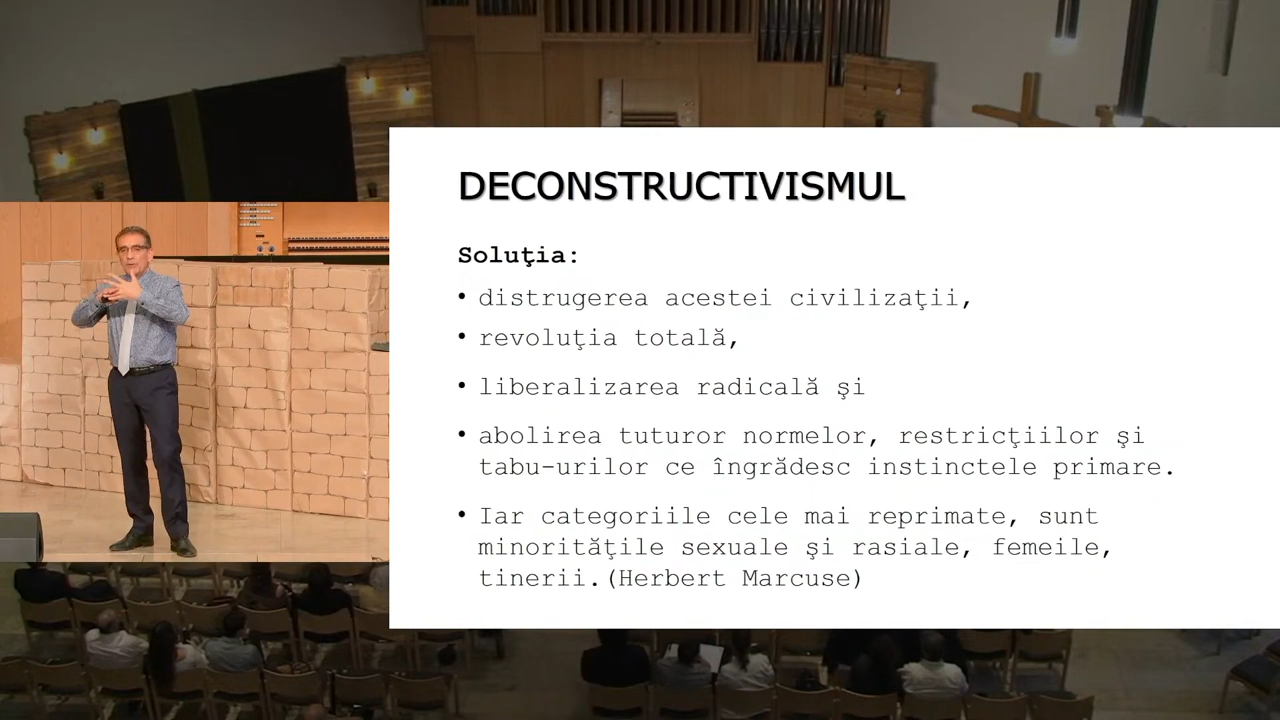 DECONSTRUCTIVISMUL
Soluţia:
• distrugerea acestei civilizaţii,
• revoluţia totală,
• liberalizarea radicală şi
• abolirea tuturor normelor, restricţiilor şi
tabu-urilor ce îngrădesc instinctele primare.
• Iar categoriile cele mai reprimate, sunt
minorităţile sexuale şi rasiale, femeile,
tinerii.(Herbert Marcuse)